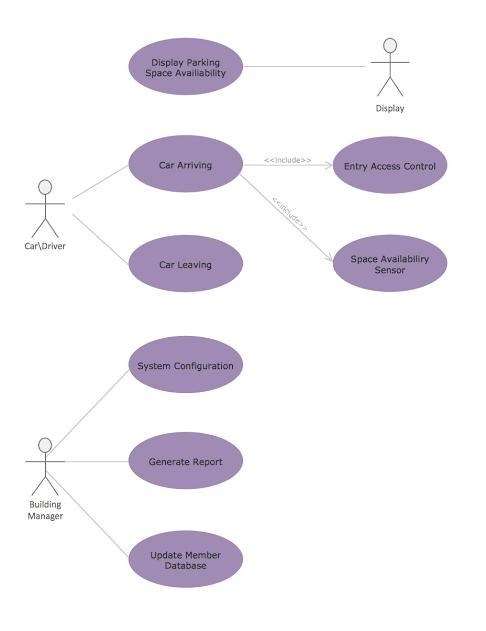 Display Parking
Space Availiability
Display
Car Arriving
<<include>>
Entry Access Control
Car\Driver
<<include>>
Car Leaving
Space Availabiliry
Sensor
System Configuration
Generate Report
Building
Manager
Update Member
Database